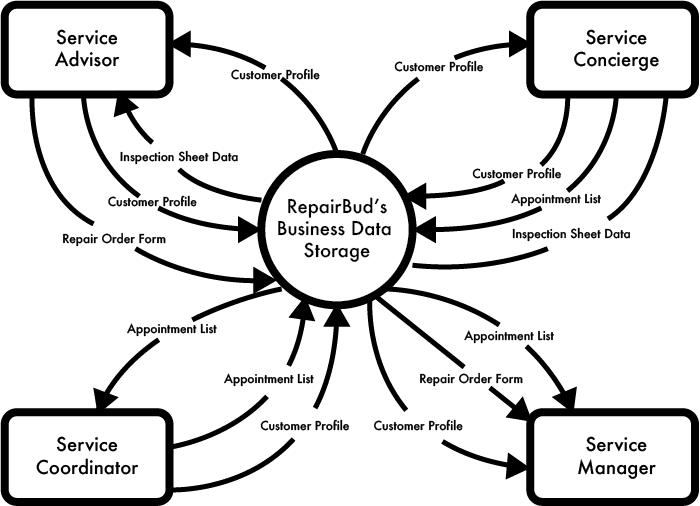 Service
Advisor
Service
Concierge
Customer Profile
Customer Profile
Inspection Sheet Data
Customer Profile
Customer Profile
Appointment List
Repair Order Form
Inspection Sheet Data
RepairBud's
Business Data
Storage
Appointment List
Appointment List
Appointment List
Repair Order Form
Customer Profile
Customer Profile
Service
Coordinator
Service
Manager